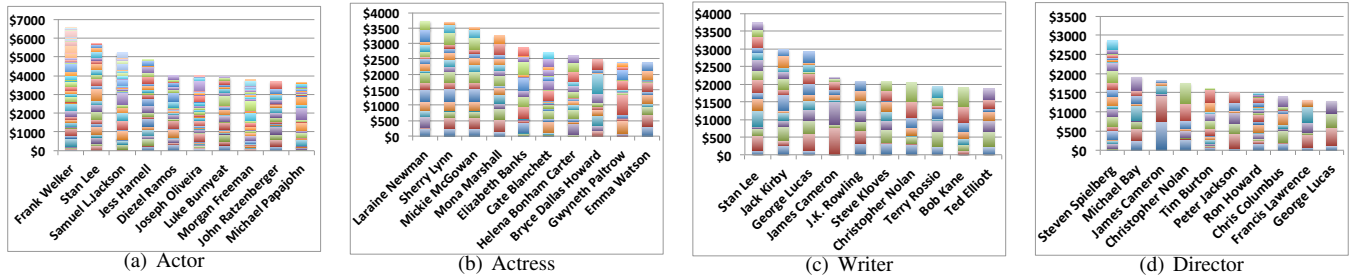 $7000
$6000
$5000
$4000
$3000
$2000
$1000
$0
Frank Welker
Stan Lee
Samuel L.Jackson
Jess Harnell
Diezel Ramos
Joseph Oliveira
Luke Burnyeat
Morgan Freeman
John Ratzenberger
Michael Papajohn
(a) Actor
$4000
$3500
$3000
$2500
$2000
$1500
$1000
$500
$0
Laraine Newman
Sherry Lynn
Mickie McGowan
Mona Marshall
Elizabeth Banks
Cate Blanchett
Helena Bonham Carter
Bryce Dallas Howard
Gwyneth Paltrow
Emma Watson
(b) Actress
$4000
$3500
$3000
$2500
$2000
$1500
$1000
$500
$0
Stan Lee
Jack Kirby
George Lucas
James Cameron
J.K. Rowling
Steve Kloves
Christopher Nolan
Terry Rossio
Bob Kane
Ted Elliott
(c) Writer
$3500
$3000
$2500
$2000
$1500
$1000
$500
$0
Steven Spielberg
Michael Bay
James Cameron
Christopher Nolan
Tim Burton
Peter Jackson
Ron Howard
Chris Columbus
Francis Lawrence
George Lucas
(d) Director